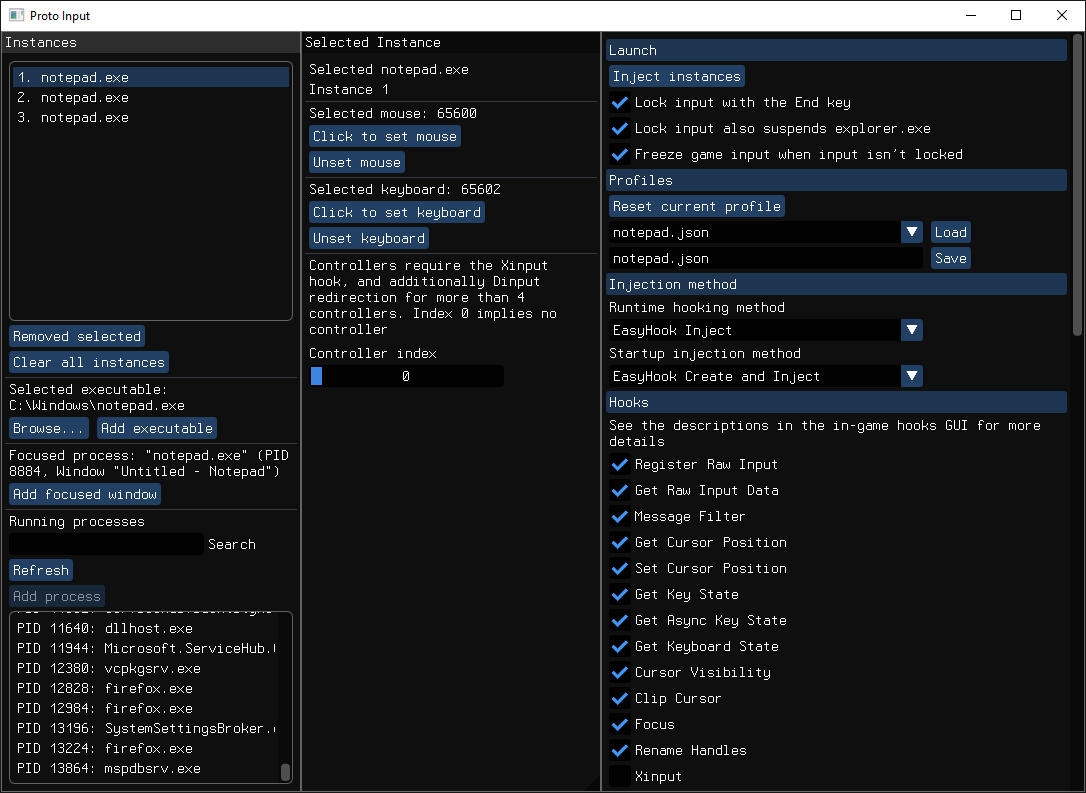 Proto Input
Instances
1. notepad.exe
2. notepad.exe
3. notepad.exe
Removed selected
Clear all instances
Selected executable:
C:\Windows\notepad.exe
Browse... Add executable
Focused process: "notepad.exe" (PID
8884, Window "Untitled - Notepad")
Add focused window
Running processes
Search
Refresh
Add process
PID 11640: dllhost.exe
PID 11944: Microsoft.ServiceHub.
PID 12380: vcpkgsrv.exe
PID 12828: firefox.exe
PID 12984: firefox.exe
PID 13196: SystemSettingsBroker.
PID 13224: firefox.exe
PID 13864: mspdbsrv.exe
Selected Instance
Selected notepad.exe
Instance 1
Selected mouse: 65600
Click to set mouse
Unset mouse
Selected keyboard: 65602
Click to set keyboard
Unset keyboard
Controllers require the Xinput
hook, and additionally Dinput
redirection for more than 4
controllers. Index 0 implies no
controller
Controller index
0
Launch
Inject instances
Lock input with the End key
Lock input also suspends explorer.exe
Freeze game input when input isn't locked
Profiles
Reset current profile
notepad.json Load
notepad.json Save
Injection method
Runtime hooking method
EasyHook Inject
Startup injection method
EasyHook Create and Inject
Hooks
See the descriptions in the in-game hooks GUI for more
details
Register Raw Input
Get Raw Input Data
Message Filter
Get Cursor Position
Set Cursor Position
Get Key State
Get Async Key State
Get Keyboard State
Cursor Visibility
Clip Cursor
Focus
Rename Handles
Xinput